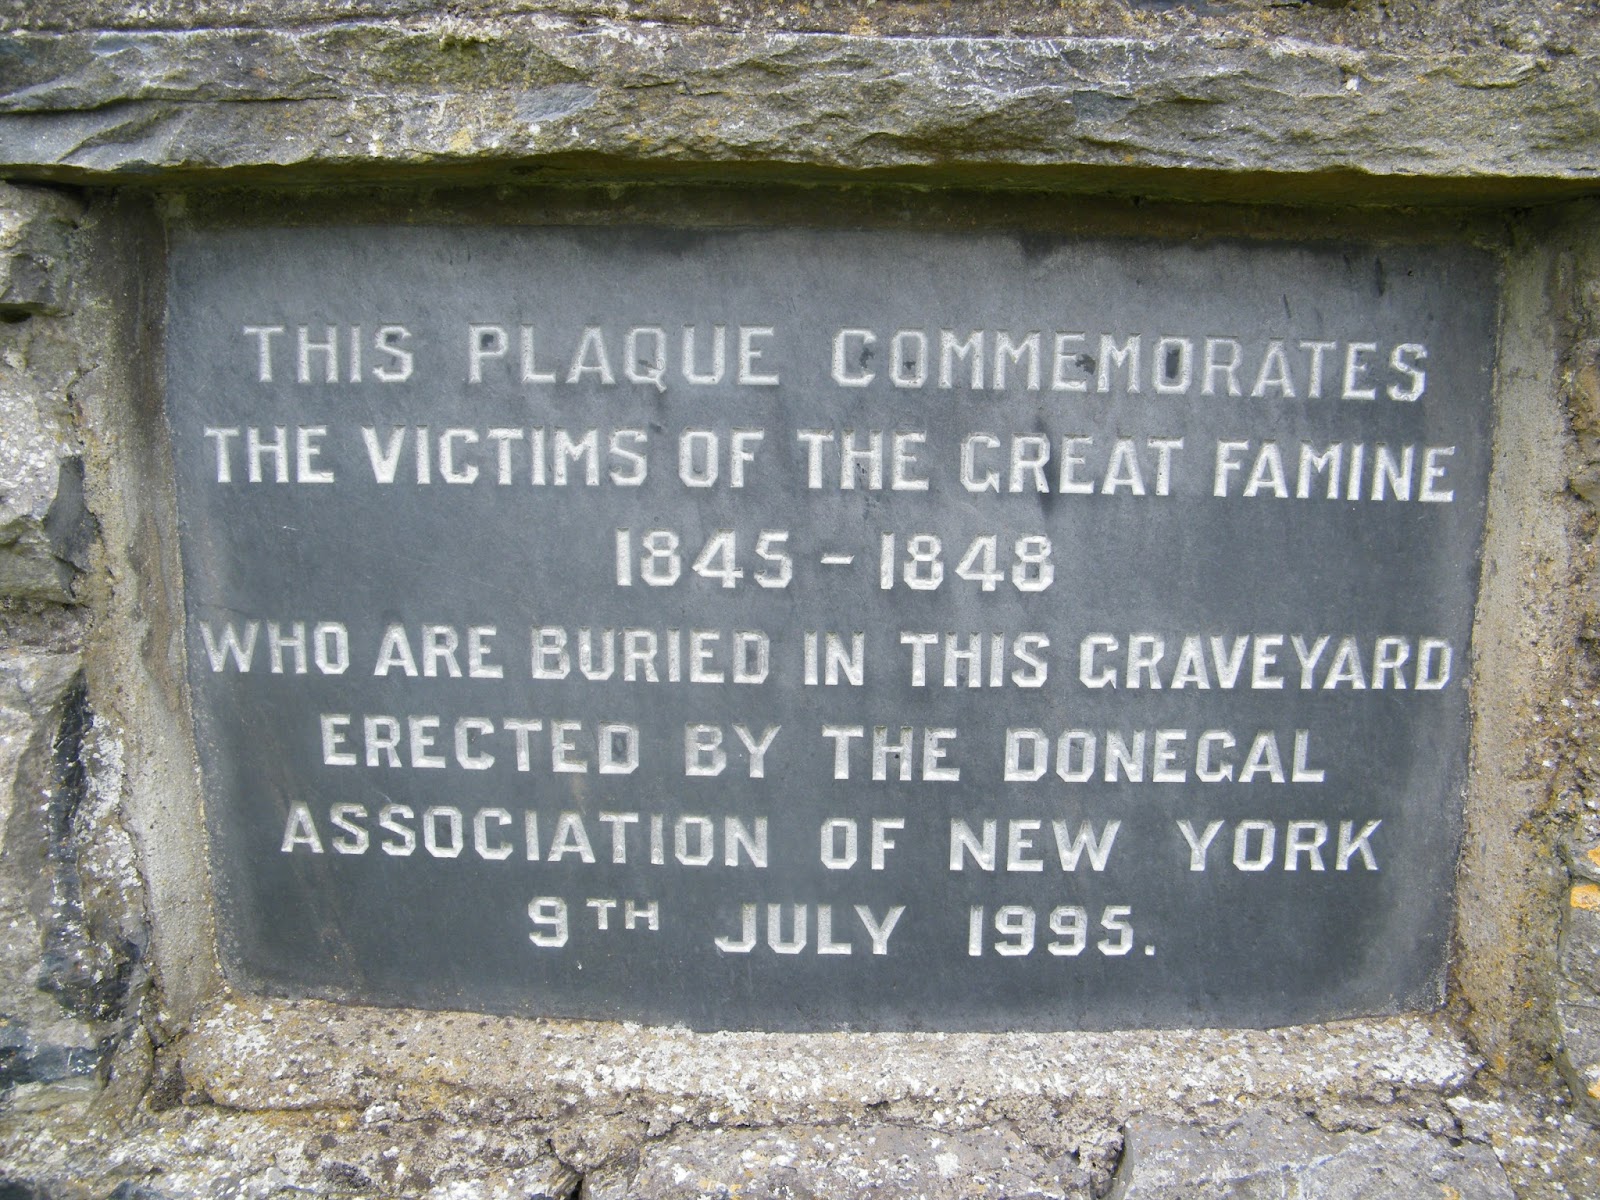 THIS PLAQUE COMMEMORATES
THE VICTIMS OF THE GREAT FAMINE
1845 - 1848
WHO ARE BURIED IN THIS GRAVEYARD
ERECTED BY THE DONEGAL
ASSOCIATION OF NEW YORK
9TH JULY 1995.